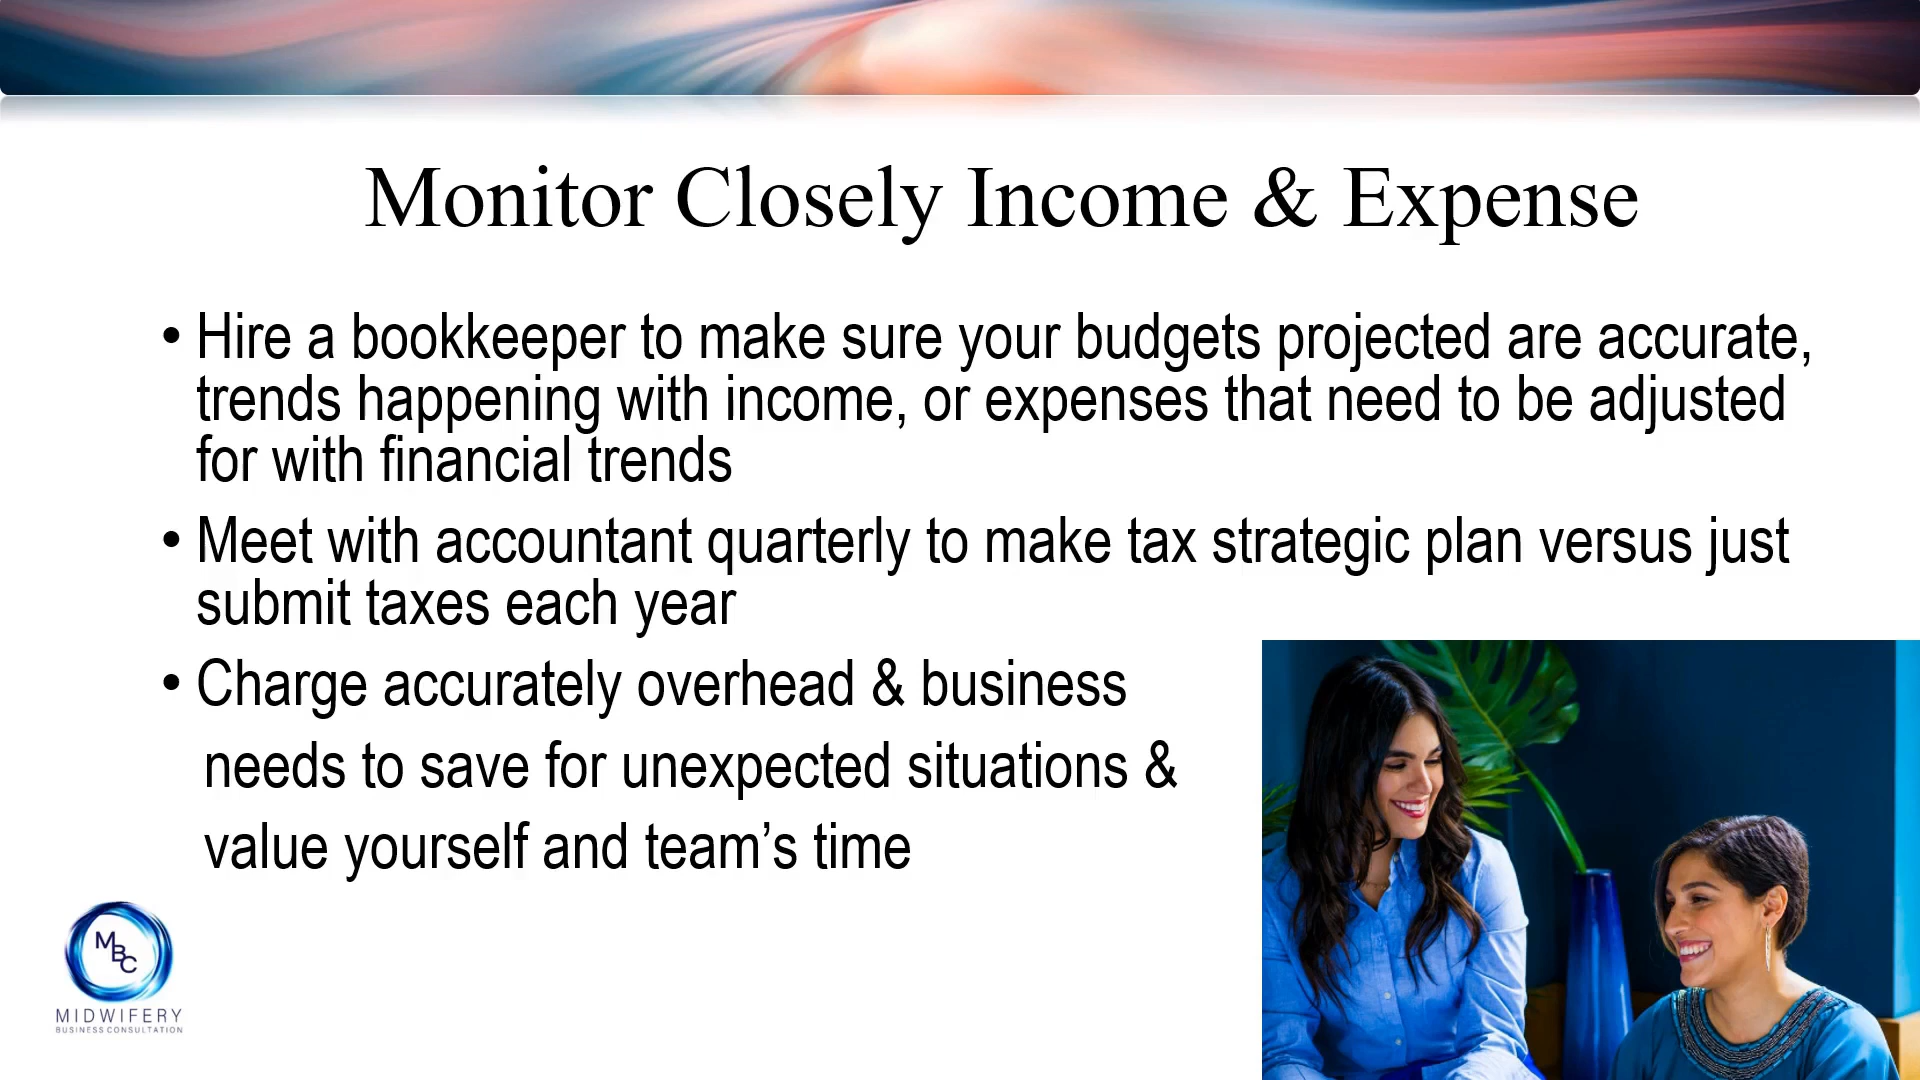 Monitor Closely Income & Expense
• Hire a bookkeeper to make sure your budgets projected are accurate,
trends happening with income, or expenses that need to be adjusted
for with financial trends
• Meet with accountant quarterly to make tax strategic plan versus just
submit taxes each year
• Charge accurately overhead & business
needs to save for unexpected situations &
value yourself and team’s time
MBC
MIDWIFERY
BUSINESS CONSULTATION